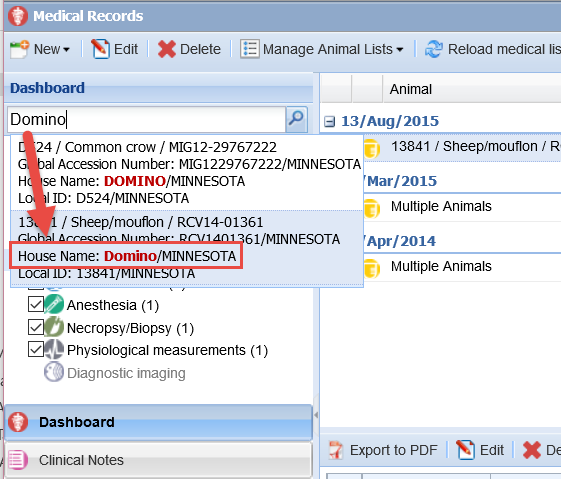 Medical Records
New Edit Delete Manage Animal Lists Reload medical lis
Dashboard
Domino
D524 / Common crow / MIG12-29767222
Global Accession Number: MIG1229767222/MINNESOTA
House Name: DOMINO/MINNESOTA
Local ID: D524/MINNESOTA
13841 / Sheep/mouflon / RCV14-01361
Global Accession Number: RCV1401361/MINNESOTA
House Name: Domino/MINNESOTA
Local ID: 13841/MINNESOTA
Anesthesia (1)
Necropsy/Biopsy (1)
Physiological measurements (1)
Diagnostic imaging
Dashboard
Clinical Notes
Animal
13/Aug/2015
13841 / Sheep/mouflon / R
/Mar/2015
Multiple Animals
/Apr/2014
Multiple Animals
Export to PDF Edit De